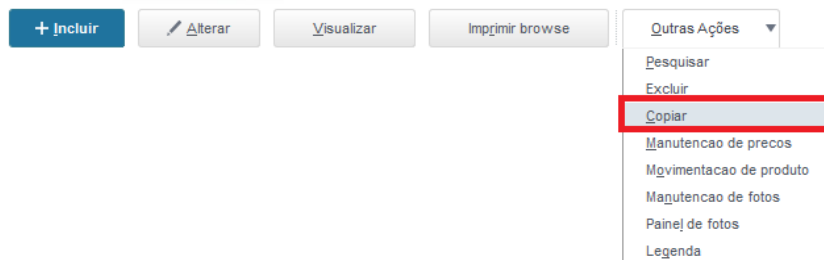 + Incluir
Alterar
Visualizar
Imprimir browse
Outras Ações
Pesquisar
Excluir
Copiar
Manutencao de precos
Movimentacao de produto
Manutencao de fotos
Painel de fotos
Legenda